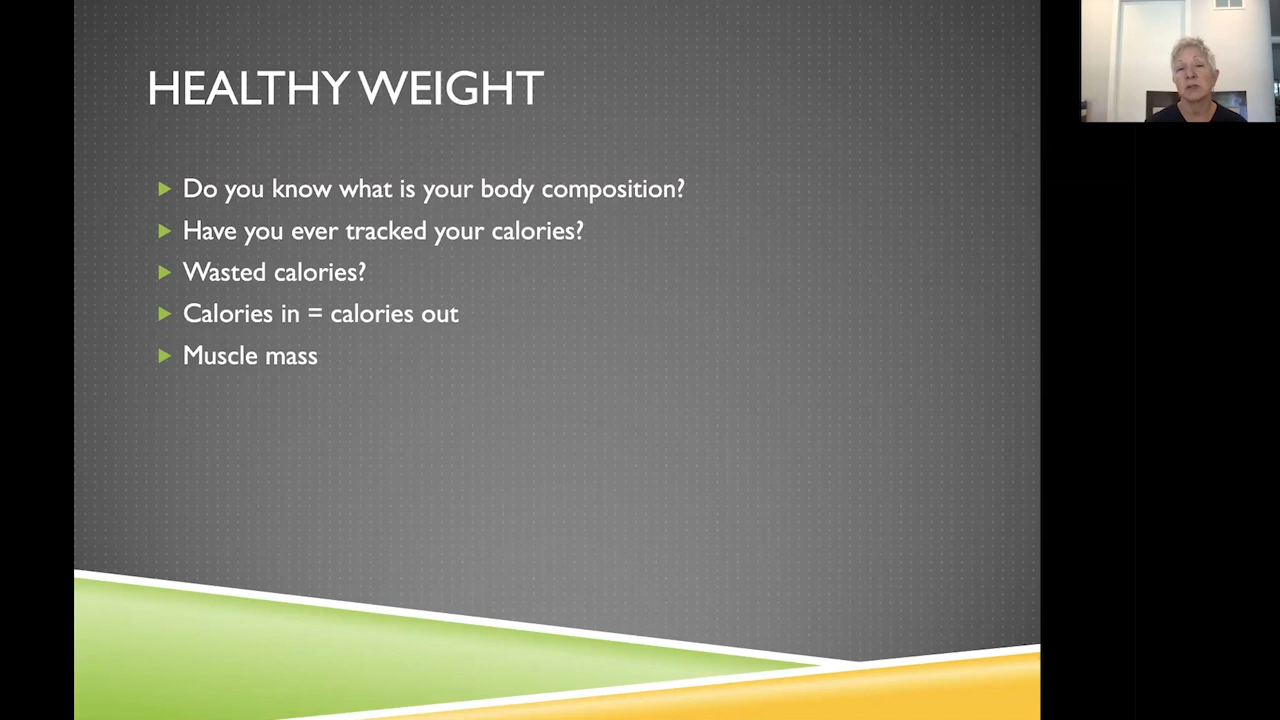 HEALTHY WEIGHT
Do you know what is your body composition?
Have you ever tracked your calories?
Wasted calories?
Calories in = calories out
Muscle mass